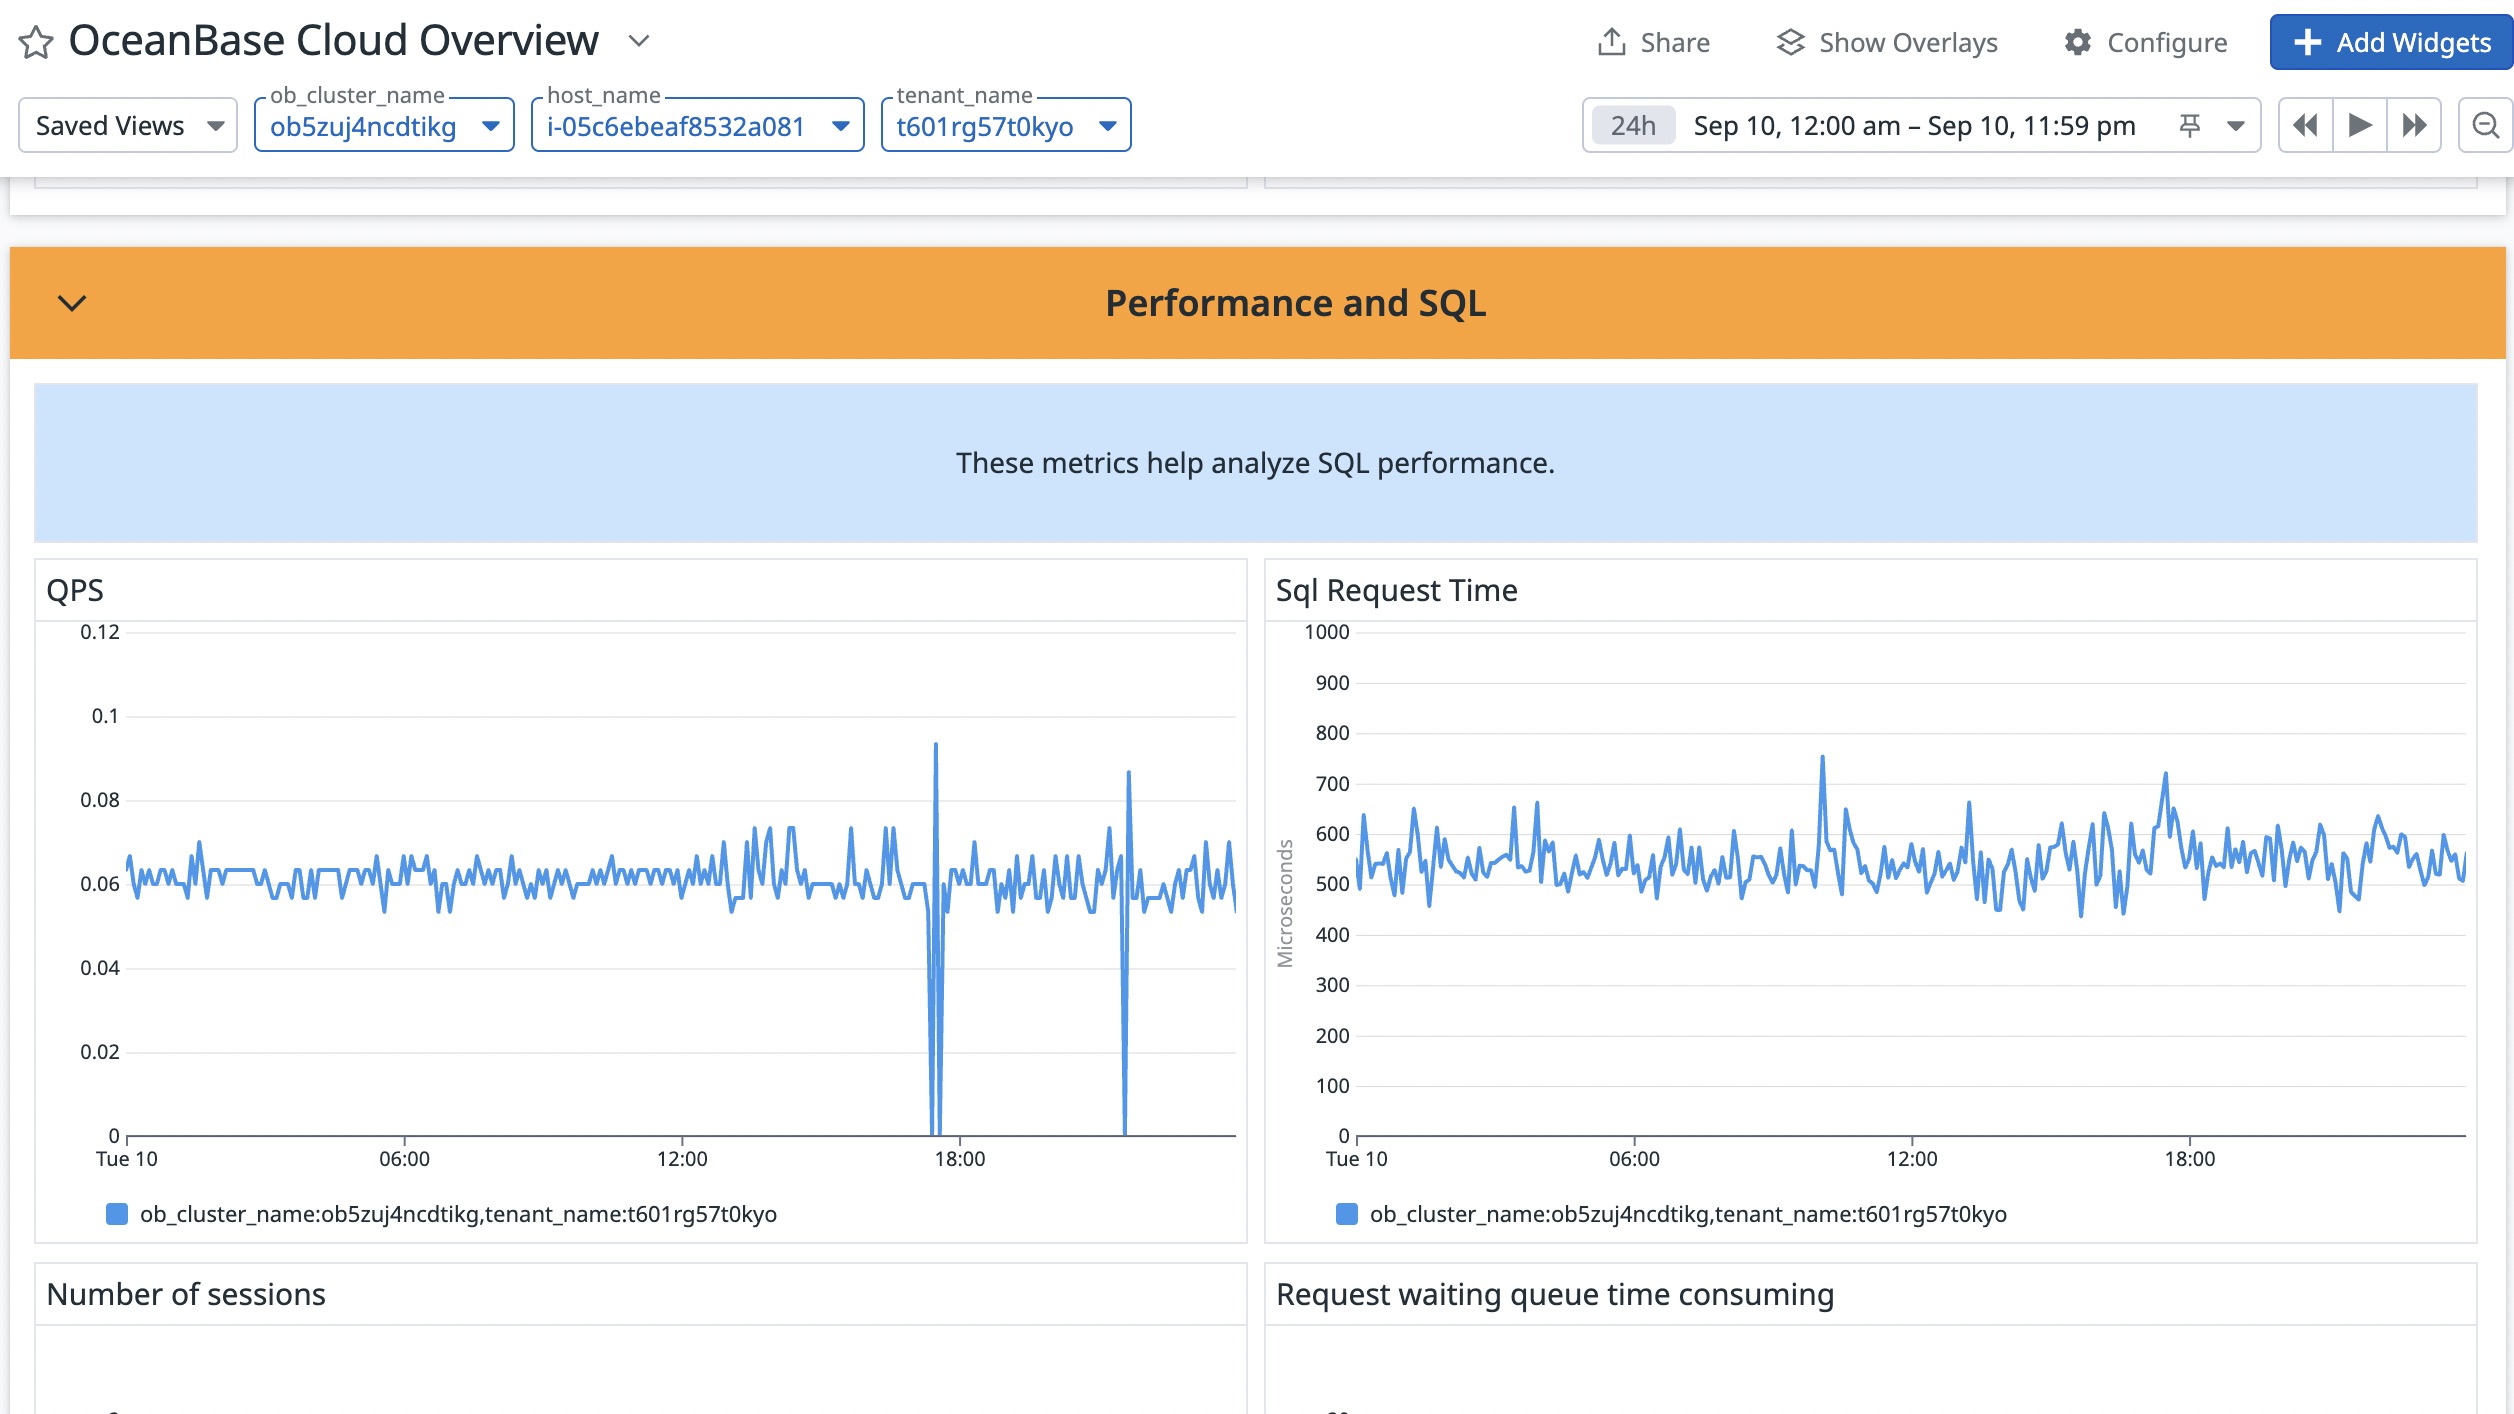 OceanBase Cloud Overview
Share
Show Overlays
Configure
Add Widgets
Saved Views
ob_cluster_name
ob5zuj4ncdtikg
host_name
i-05c6ebeaf8532a081
tenant_name
t601rg57t0kyo
24h
Sep 10, 12:00 am – Sep 10, 11:59 pm
Performance and SQL
These metrics help analyze SQL performance.
QPS
0.12
0.1
0.08
0.06
0.04
0.02
0
Tue 10
06:00
12:00
18:00
ob_cluster_name:ob5zuj4ncdtikg,tenant_name:t601rg57t0kyo
Sql Request Time
Microseconds
1000
900
800
700
600
500
400
300
200
100
0
Tue 10
06:00
12:00
18:00
ob_cluster_name:ob5zuj4ncdtikg,tenant_name:t601rg57t0kyo
Number of sessions
Request waiting queue time consuming